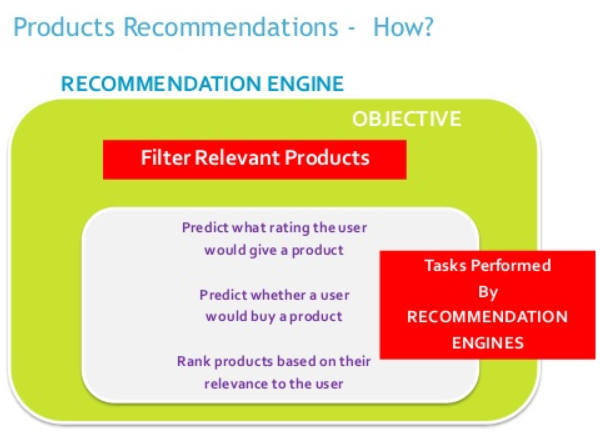 Products Recommendations -  How?
RECOMMENDATION ENGINE
OBJECTIVE
Filter Relevant Products
Predict what rating the user
would give a product
Predict whether a user
would buy a product
Rank products based on their
relevance to the user
Tasks Performed
By
RECOMMENDATION
ENGINES